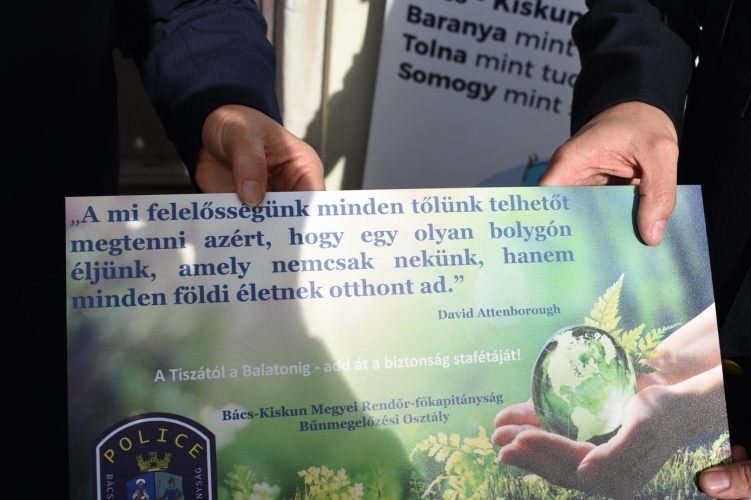 Kiskun
Baranya mint
Tolna mint
Somogy mint
„A mi felelősségünk minden tőlünk telhetőt
megtenni azért, hogy egy olyan bolygón
éljünk, amely nemcsak nekünk, hanem
minden földi életnek otthont ad.”
David Attenborough
A Tiszától a Balatonig - add át a biztonság stafétáját!
Bács-Kiskun Megyei Rendőr-főkapitányság
Bűnmegelőzési Osztály
POLICE